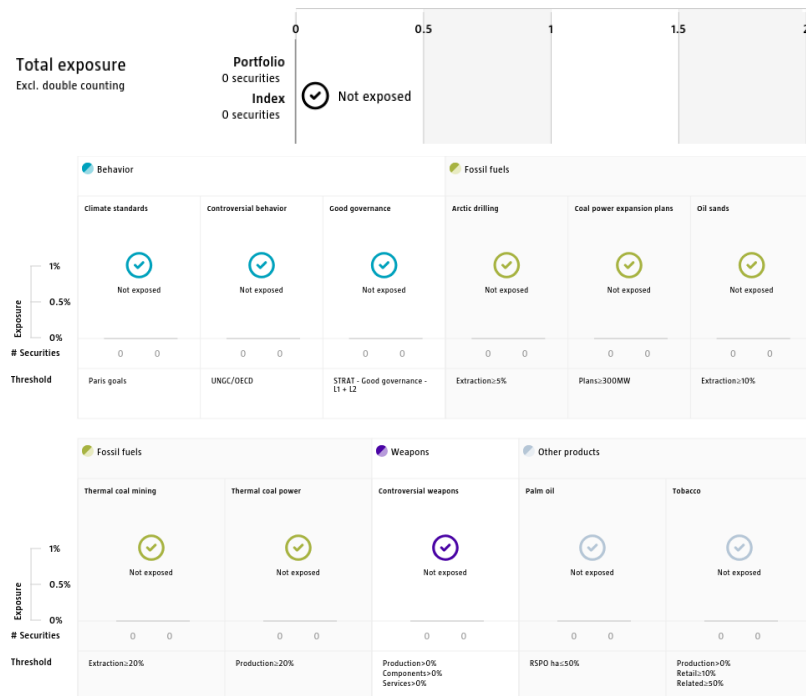 0 0.5 1 1.5 2
Total exposure
Excl. double counting
Portfolio
0 securities
Index
0 securities
Not exposed
Behavior
Fossil fuels
Climate standards
Controversial behavior
Good governance
Arctic drilling
Coal power expansion plans
Oil sands
Exposure
1%
0.5%
0%
Not exposed
Not exposed
Not exposed
Not exposed
Not exposed
Not exposed
# Securities
0 0 0 0 0 0 0 0 0 0 0 0
Threshold
Paris goals
UNGC/OECD
STRAT - Good governance -
L1 + L2
Extraction≥5%
Plans≥300MW
Extraction≥10%
Fossil fuels
Weapons
Other products
Thermal coal mining
Thermal coal power
Controversial weapons
Palm oil
Tobacco
Exposure
1%
0.5%
0%
Not exposed
Not exposed
Not exposed
Not exposed
Not exposed
# Securities
0 0 0 0 0 0 0 0 0 0
Threshold
Extraction≥20%
Production≥20%
Production>0%
Components>0%
Services>0%
RSPO ha≤50%
Production>0%
Retail≥10%
Related≥50%